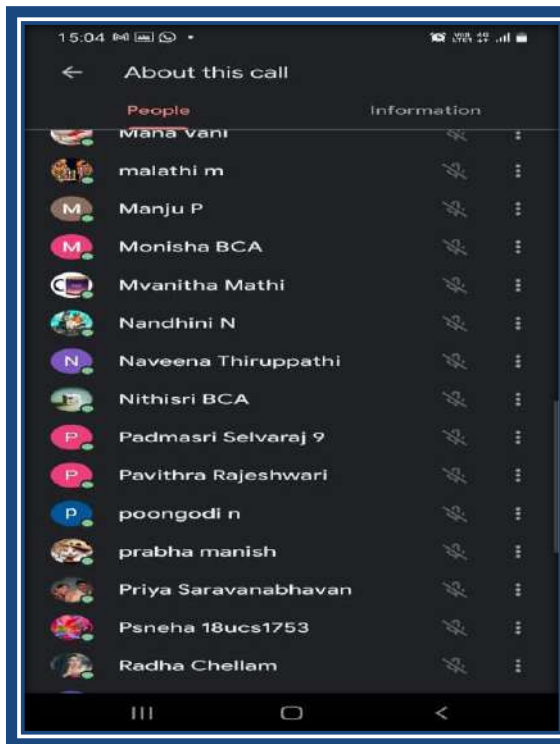 15:04
About this call
People Information
Maha Vani
malathi m
M Manju P
M Monisha BCA
Mvanitha Mathi
Nandhini N
N Naveena Thiruppathi
Nithisri BCA
P Padmasri Selvaraj 9
P Pavithra Rajeshwari
P poongodi n
prabha manish
Priya Saravanabhavan
Psneha 18ucs1753
Radha Chellam